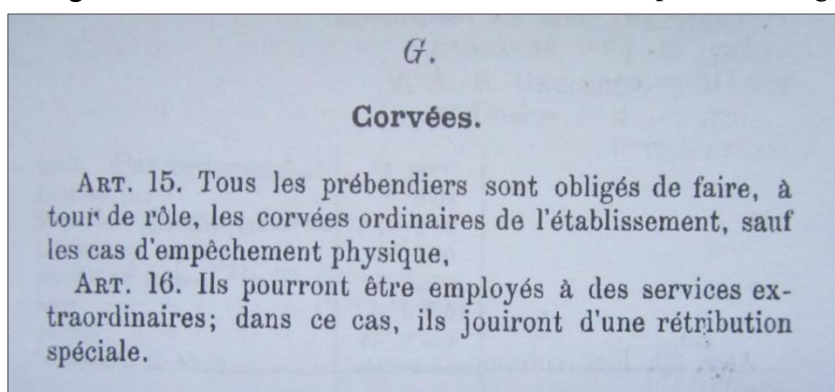 G.
Corvées.
ART. 15. Tous les prébendiers sont obligés de faire, à
tour de rôle, les corvées ordinaires de l'établissement, sauf
les cas d'empêchement physique,
ART. 16. Ils pourront être employés à des services ex-
traordinaires; dans ce cas, ils jouiront d'une rétribution
spéciale.